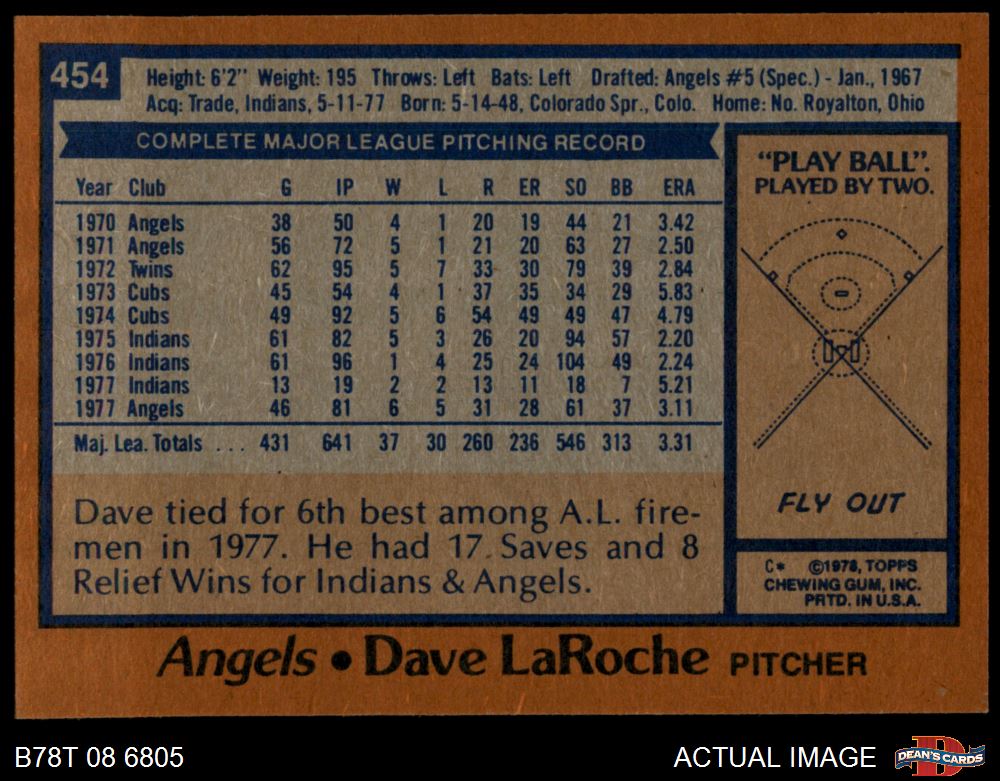 454
Height: 6'2" Weight: 195 Throws: Left Bats: Left Drafted: Angels #5 (Spec.) - Jan., 1967
Acq: Trade, Indians, 5-11-77 Born: 5-14-48, Colorado Spr., Colo. Home: No. Royalton, Ohio
COMPLETE MAJOR LEAGUE PITCHING RECORD
Year Club G IP W L R ER SO BB ERA
1970 Angels 38 50 4 1 20 19 44 21 3.42
1971 Angels 56 72 5 1 21 20 63 27 2.50
1972 Twins 62 95 5 7 33 30 79 39 2.84
1973 Cubs 45 54 4 1 37 35 34 29 5.83
1974 Cubs 49 92 5 6 54 49 49 47 4.79
1975 Indians 61 82 5 3 26 20 94 57 2.20
1976 Indians 61 96 1 4 25 24 104 49 2.24
1977 Indians 13 19 2 2 13 11 18 7 5.21
1977 Angels 46 81 6 5 31 28 61 37 3.11
Maj. Lea. Totals ... 431 641 37 30 260 236 546 313 3.31
Dave tied for 6th best among A.L. fire-
men in 1977. He had 17 Saves and 8
Relief Wins for Indians & Angels.
"PLAY BALL".
PLAYED BY TWO.
FLY OUT
C* ©1978, TOPPS
CHEWING GUM, INC.
PRTD. IN U.S.A.
Angels • Dave LaRoche PITCHER
B78T 08 6805
ACTUAL IMAGE
D
DEAN'S CARDS